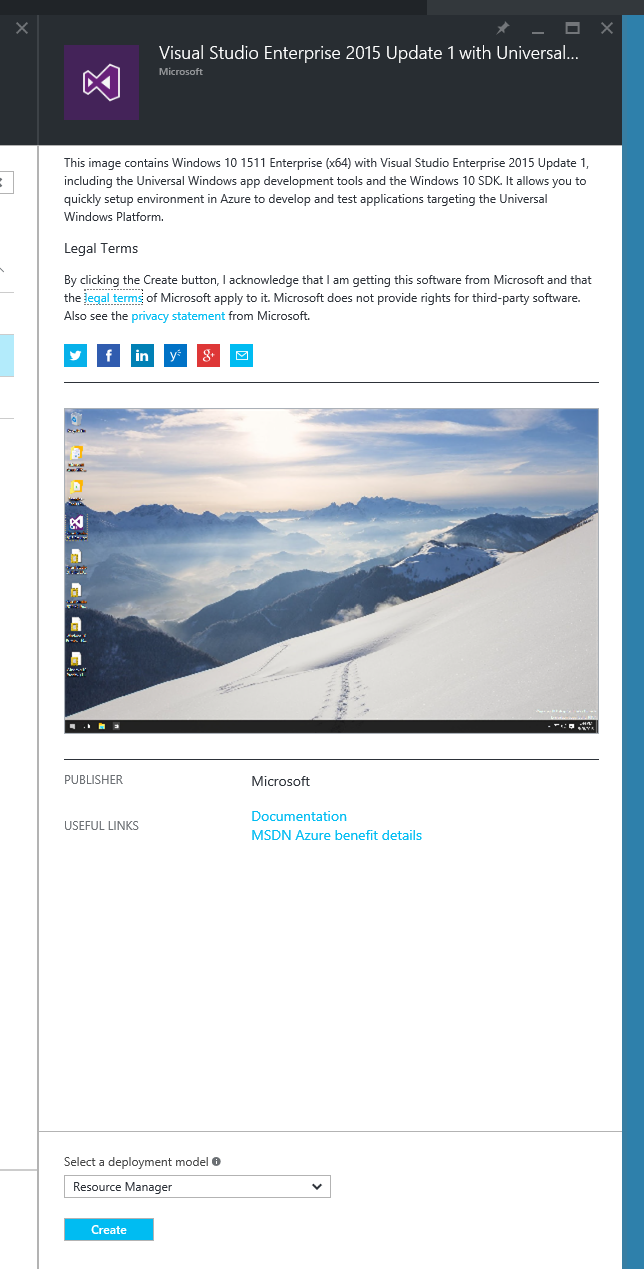 Visual Studio Enterprise 2015 Update 1 with Universal...
Microsoft
This image contains Windows 10 1511 Enterprise (x64) with Visual Studio Enterprise 2015 Update 1,
including the Universal Windows app development tools and the Windows 10 SDK. It allows you to
quickly setup environment in Azure to develop and test applications targeting the Universal
Windows Platform.
Legal Terms
By clicking the Create button, I acknowledge that I am getting this software from Microsoft and that
the legal terms of Microsoft apply to it. Microsoft does not provide rights for third-party software.
Also see the privacy statement from Microsoft.
PUBLISHER
Microsoft
USEFUL LINKS
Documentation
MSDN Azure benefit details
Select a deployment model
Resource Manager
Create